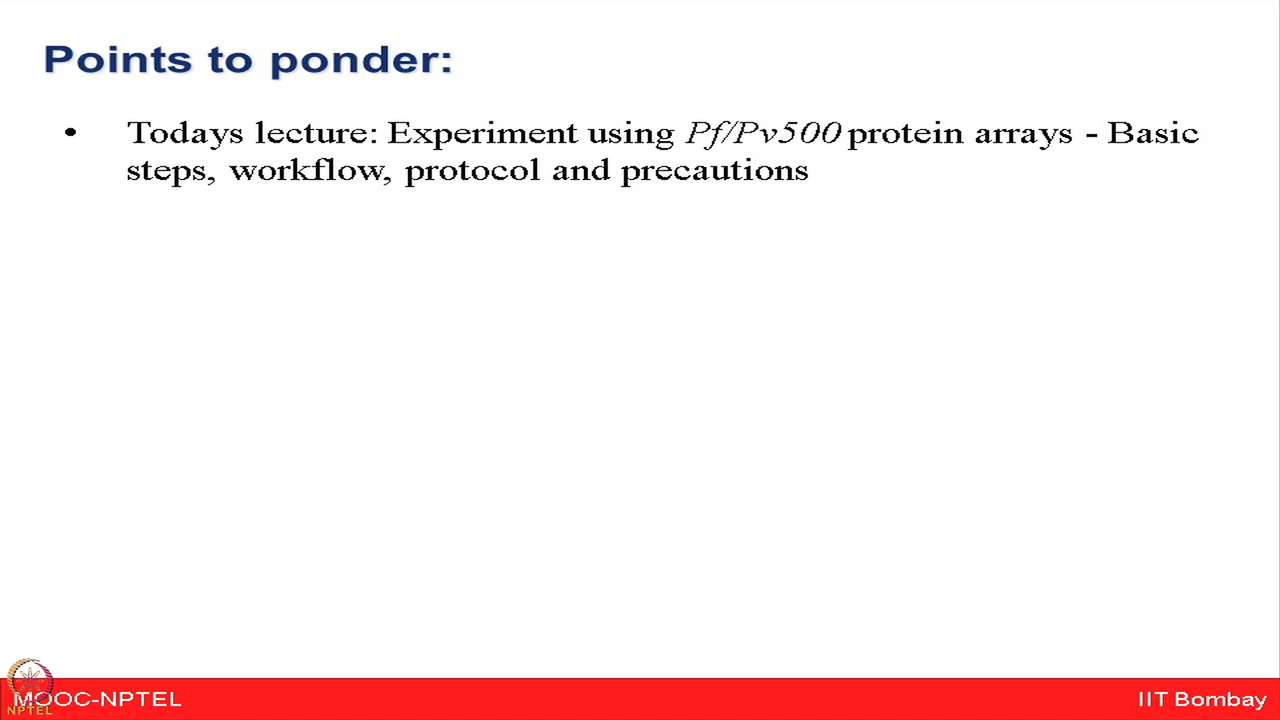 Points to ponder:
• Todays lecture: Experiment using Pf/Pv500 protein arrays - Basic
steps, workflow, protocol and precautions
MOOC-NPTEL
NPTEL
IIT Bombay